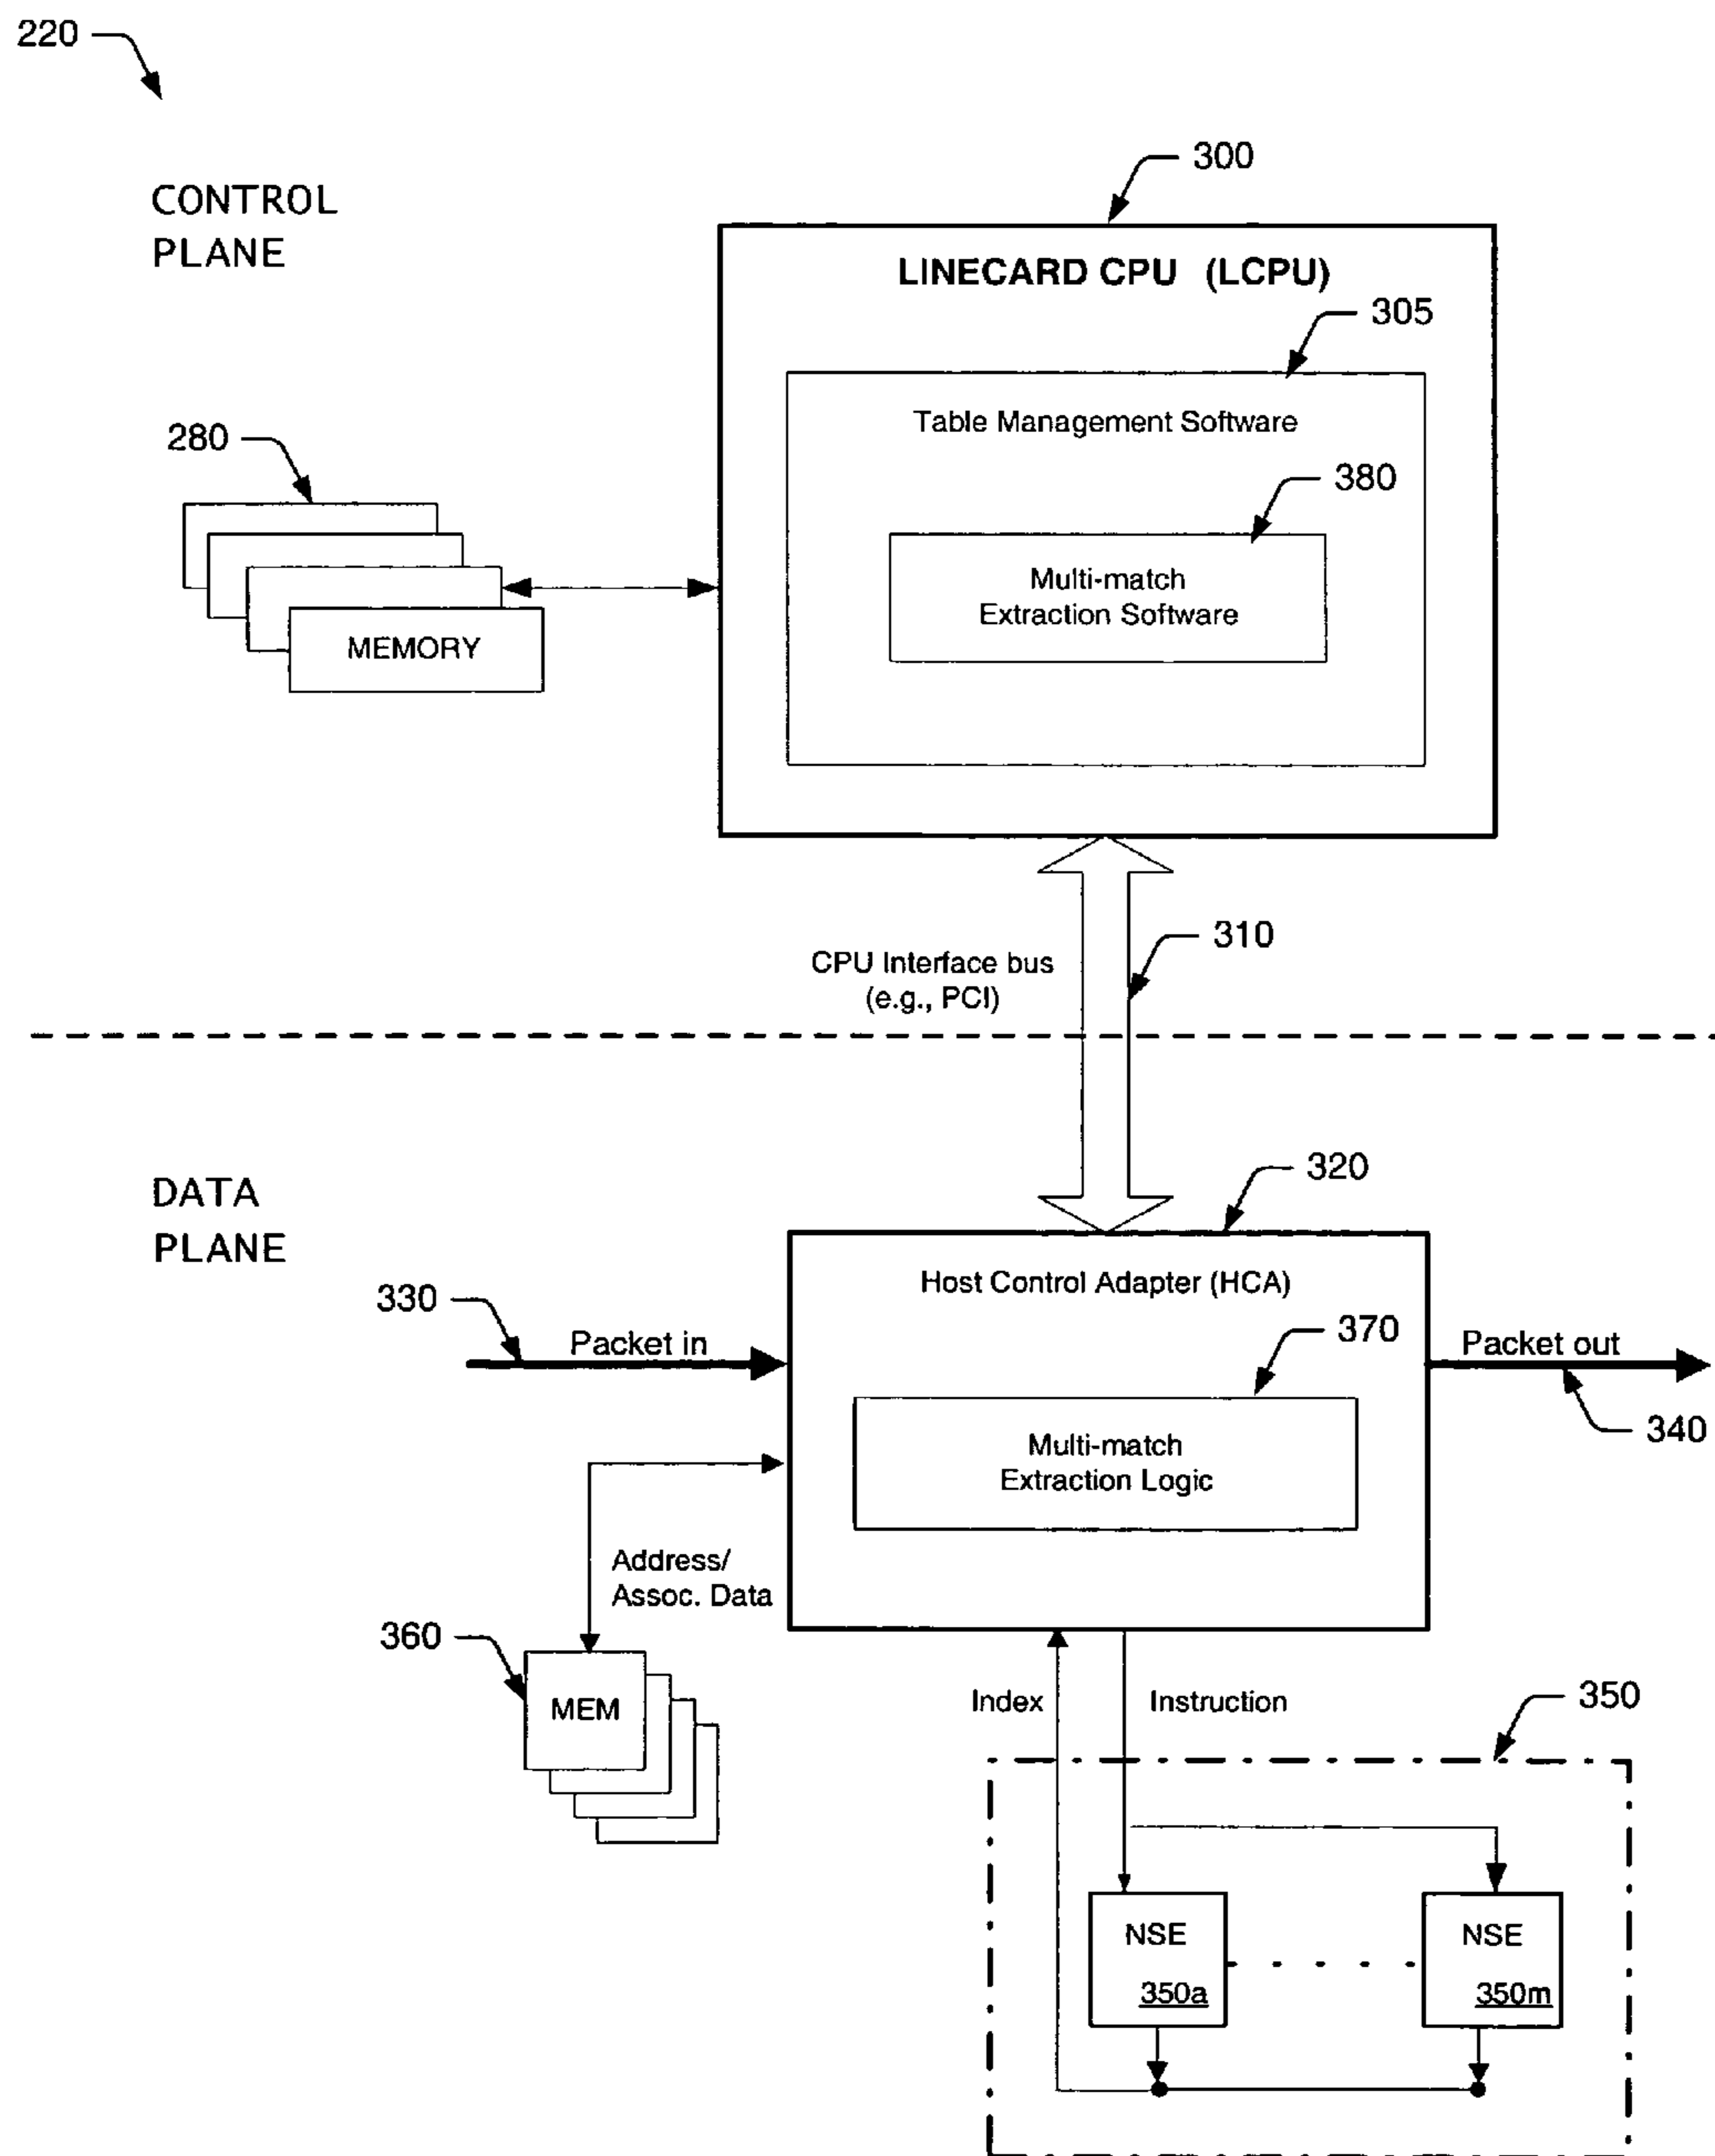 220
CONTROL
PLANE
300
LINECARD CPU (LCPU)
305
Table Management Software
280
380
Multi-match
Extraction Software
MEMORY
310
CPU Interface bus
(e.g., PCI)
DATA
PLANE
320
Host Control Adapter (HCA)
330
Packet in
370
Packet out
340
Multi-match
Extraction Logic
Address/
Assoc. Data
360
MEM
Index
Instruction
350
NSE
350a
NSE
350m